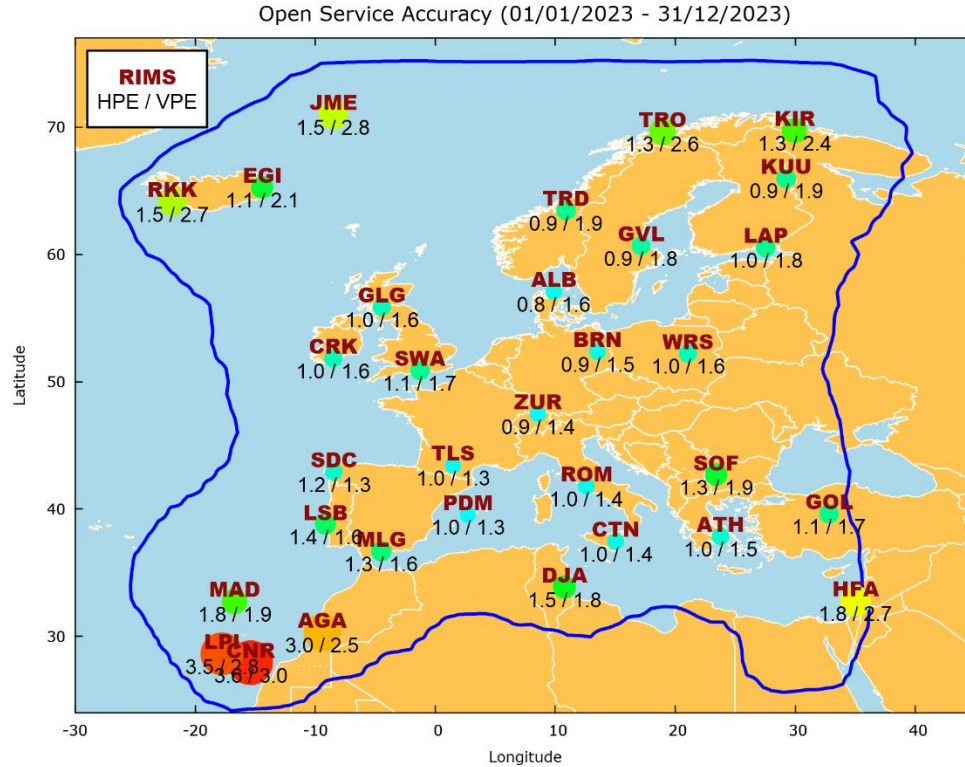 Open Service Accuracy (01/01/2023 - 31/12/2023)
RIMS
HPE / VPE
JME
1.5 / 2.8
TRO
1.3 / 2.6
KIR
1.3 / 2.4
70
KUU
0.9 / 1.9
EGI
1.1 / 2.1
RKK
1.5 / 2.7
TRD
0.9 / 1.9
GVL
0.9 / 1.8
LAP
1.0 / 1.8
60
ALB
0.8 / 1.6
GLG
1.0 / 1.6
CRK
1.0 / 1.6
SWA
1.1 / 1.7
BRN
0.9 / 1.5
WRS
1.0 / 1.6
50
Latitude
ZUR
0.9 / 1.4
SDC
1.2 / 1.3
TLS
1.0 / 1.3
ROM
1.0 / 1.4
SOF
1.3 / 1.9
40
LSB
1.4 / 1.6
PDM
1.0 / 1.3
GOL
1.1 / 1.7
MLG
1.3 / 1.6
CTN
1.0 / 1.4
ATH
1.0 / 1.5
MAD
1.8 / 1.9
DJA
1.5 / 1.8
HFA
1.8 / 2.7
30
AGA
3.0 / 2.5
LPI
3.5 / 2.8
CNR
3.6 / 3.0
-30 -20 -10 0 10 20 30 40
Longitude